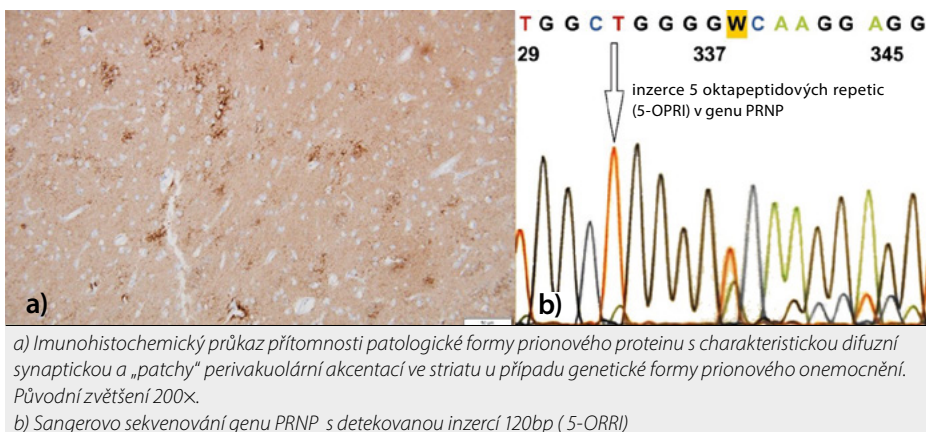 TGGCTGGGGWCAAGGAGG
29 337 345
inzerce 5 oktapeptidových repetic
(5-OPRI) v genu PRNP
a)
b)
a) Imunohistochemický průkaz přítomnosti patologické formy prionového proteinu s charakteristickou difuzní
synaptickou a „patchy“ perivakuolární akcentací ve striatu u případu genetické formy prionového onemocnění.
Původní zvětšení 200×.
b) Sangerovo sekvenování genu PRNP s detekovanou inzercí 120bp ( 5-ORRI)